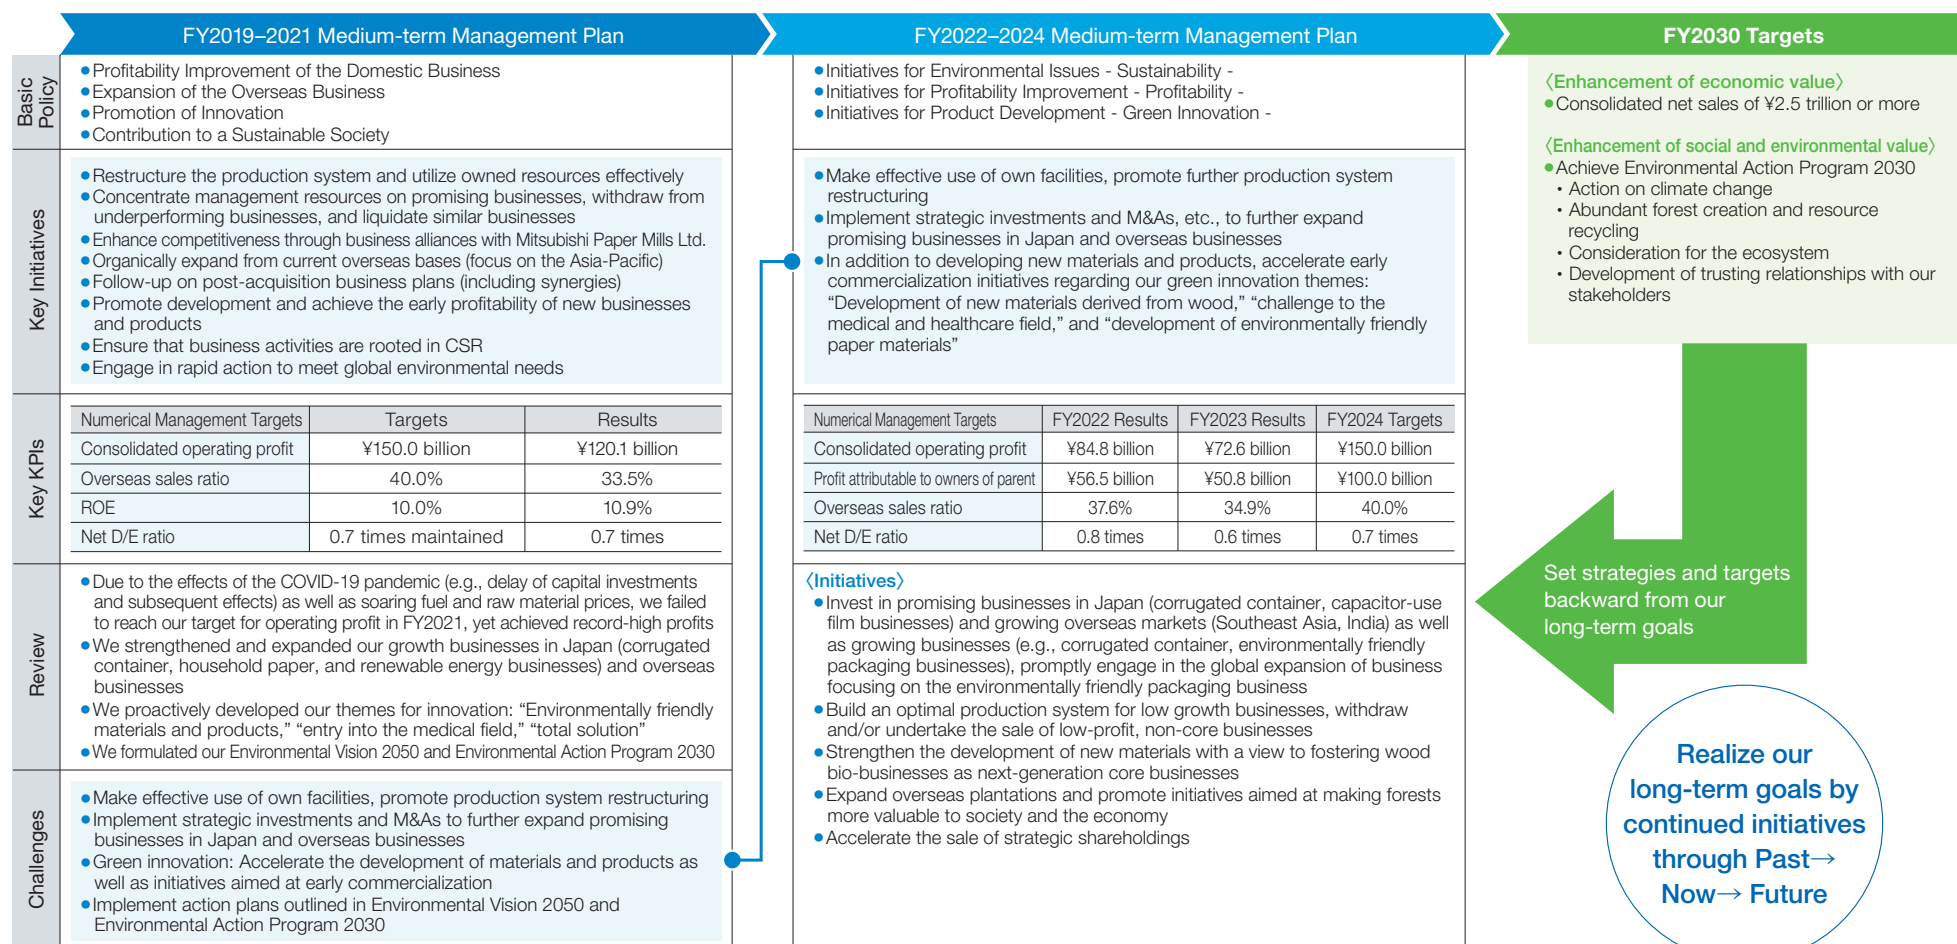 FY2019–2021 Medium-term Management Plan
FY2022–2024 Medium-term Management Plan
FY2030 Targets
Basic
Policy
●Profitability Improvement of the Domestic Business
●Expansion of the Overseas Business
●Promotion of Innovation
●Contribution to a Sustainable Society
●Initiatives for Environmental Issues - Sustainability -
●Initiatives for Profitability Improvement - Profitability -
●Initiatives for Product Development - Green Innovation -
〈Enhancement of economic value〉
●Consolidated net sales of ¥2.5 trillion or more
〈Enhancement of social and environmental value〉
●Achieve Environmental Action Program 2030
・Action on climate change
・Abundant forest creation and resource
recycling
・Consideration for the ecosystem
・Development of trusting relationships with our
stakeholders
Key Initiatives
●Restructure the production system and utilize owned resources effectively
●Concentrate management resources on promising businesses, withdraw from
underperforming businesses, and liquidate similar businesses
●Enhance competitiveness through business alliances with Mitsubishi Paper Mills Ltd.
●Organically expand from current overseas bases (focus on the Asia-Pacific)
●Follow-up on post-acquisition business plans (including synergies)
●Promote development and achieve the early profitability of new businesses
and products
●Ensure that business activities are rooted in CSR
●Engage in rapid action to meet global environmental needs
●Make effective use of own facilities, promote further production system
restructuring
●Implement strategic investments and M&As, etc., to further expand
promising businesses in Japan and overseas businesses
●In addition to developing new materials and products, accelerate early
commercialization initiatives regarding our green innovation themes:
“Development of new materials derived from wood,” “challenge to the
medical and healthcare field,” and “development of environmentally friendly
paper materials”
Key KPIs
Numerical Management Targets Targets Results
Consolidated operating profit ¥150.0 billion ¥120.1 billion
Overseas sales ratio 40.0% 33.5%
ROE 10.0% 10.9%
Net D/E ratio 0.7 times maintained 0.7 times
Numerical Management Targets FY2022 Results FY2023 Results FY2024 Targets
Consolidated operating profit ¥84.8 billion ¥72.6 billion ¥150.0 billion
Profit attributable to owners of parent ¥56.5 billion ¥50.8 billion ¥100.0 billion
Overseas sales ratio 37.6% 34.9% 40.0%
Net D/E ratio 0.8 times 0.6 times 0.7 times
Review
●Due to the effects of the COVID-19 pandemic (e.g., delay of capital investments
and subsequent effects) as well as soaring fuel and raw material prices, we failed
to reach our target for operating profit in FY2021, yet achieved record-high profits
●We strengthened and expanded our growth businesses in Japan (corrugated
container, household paper, and renewable energy businesses) and overseas
businesses
●We proactively developed our themes for innovation: “Environmentally friendly
materials and products,” “entry into the medical field,” “total solution”
●We formulated our Environmental Vision 2050 and Environmental Action Program 2030
Challenges
●Make effective use of own facilities, promote production system restructuring
●Implement strategic investments and M&As to further expand promising
businesses in Japan and overseas businesses
●Green innovation: Accelerate the development of materials and products as
well as initiatives aimed at early commercialization
●Implement action plans outlined in Environmental Vision 2050 and
Environmental Action Program 2030
〈Initiatives〉
●Invest in promising businesses in Japan (corrugated container, capacitor-use
film businesses) and growing overseas markets (Southeast Asia, India) as well
as growing businesses (e.g., corrugated container, environmentally friendly
packaging businesses), promptly engage in the global expansion of business
focusing on the environmentally friendly packaging business
●Build an optimal production system for low growth businesses, withdraw
and/or undertake the sale of low-profit, non-core businesses
●Strengthen the development of new materials with a view to fostering wood
bio-businesses as next-generation core businesses
●Expand overseas plantations and promote initiatives aimed at making forests
more valuable to society and the economy
●Accelerate the sale of strategic shareholdings
Set strategies and targets
backward from our
long-term goals
Realize our
long-term goals by
continued initiatives
through Past→
Now→ Future